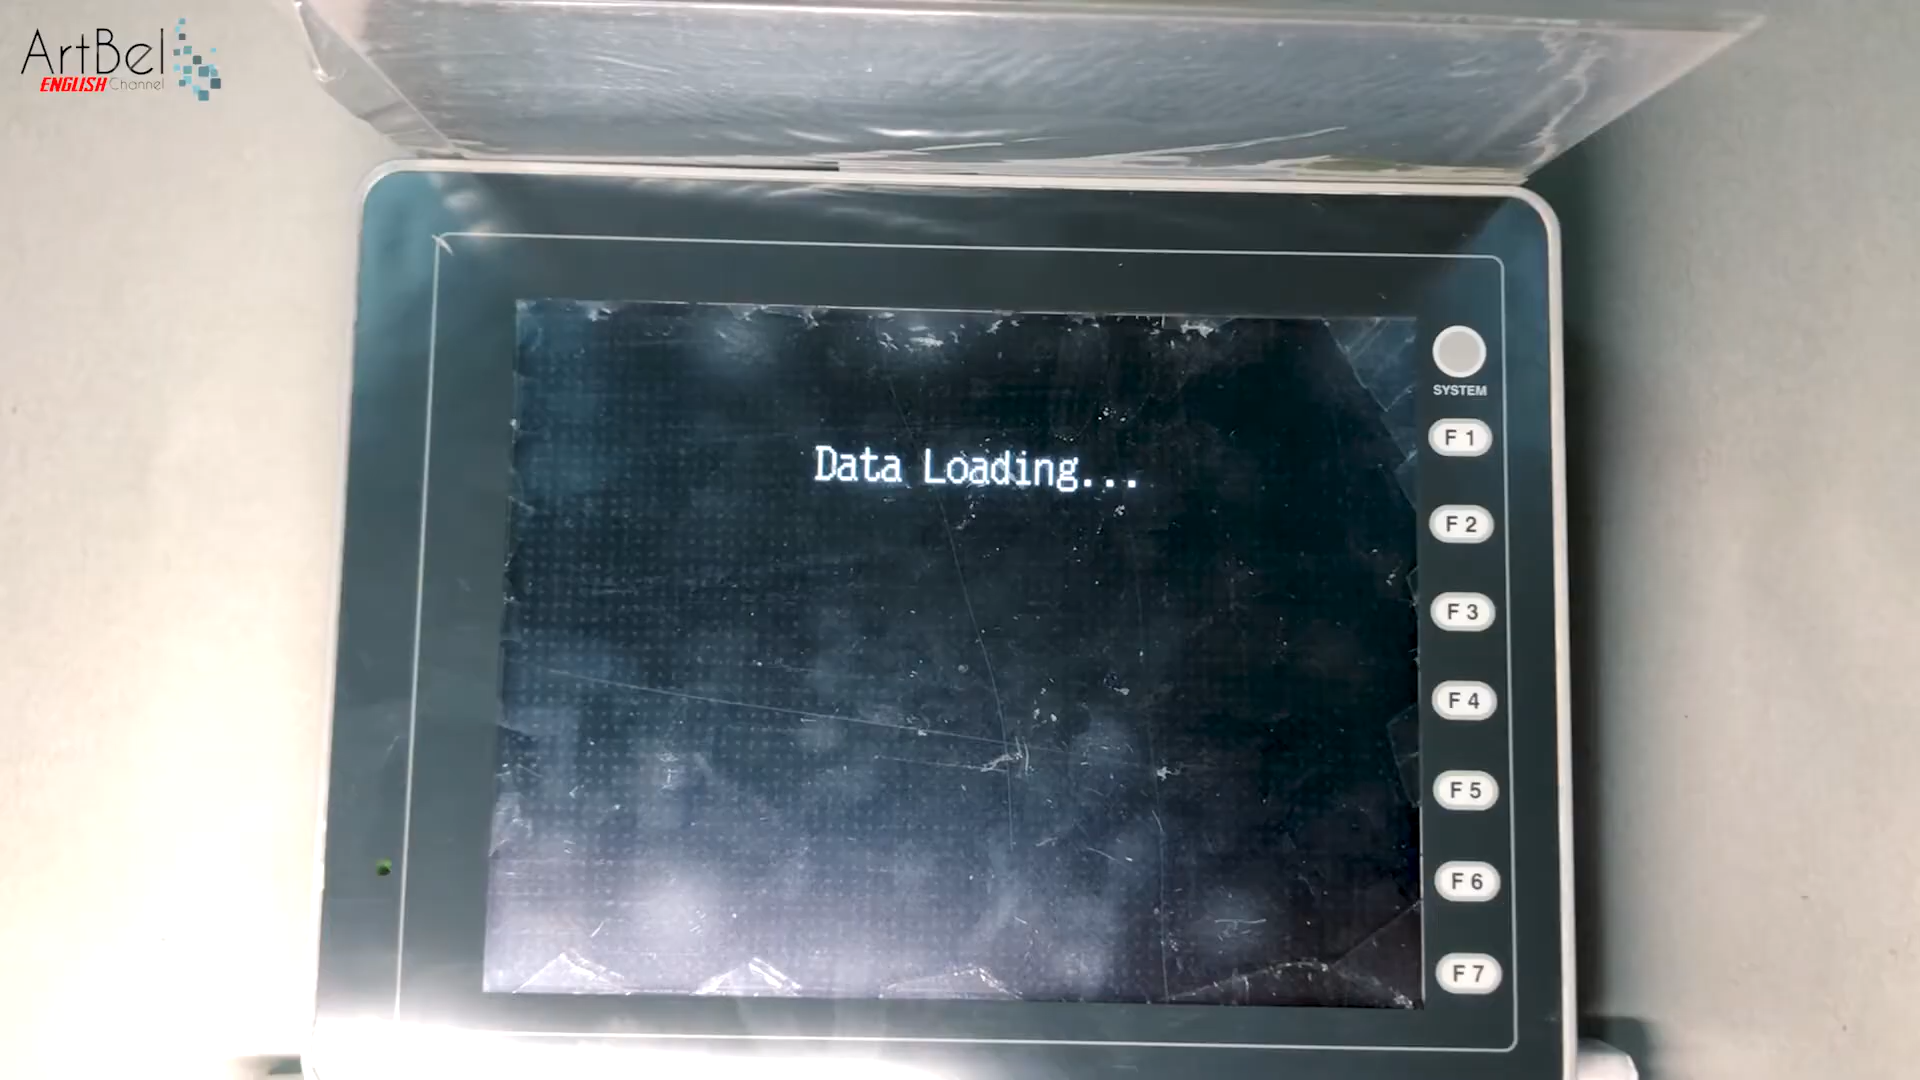 ArtBel
ENGLISH Channel
Data Loading...
SYSTEM
F 1
F 2
F 3
F 4
F 5
F 6
F 7